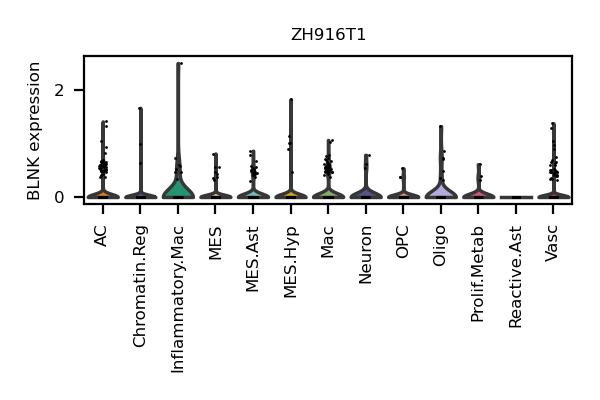 ZH916T1
BLNK expression
2
0
AC
Chromatin.Reg
Inflammatory.Mac
MES
MES.Ast
MES.Hyp
Mac
Neuron
OPC
Oligo
Prolif.Metab
Reactive.Ast
Vasc